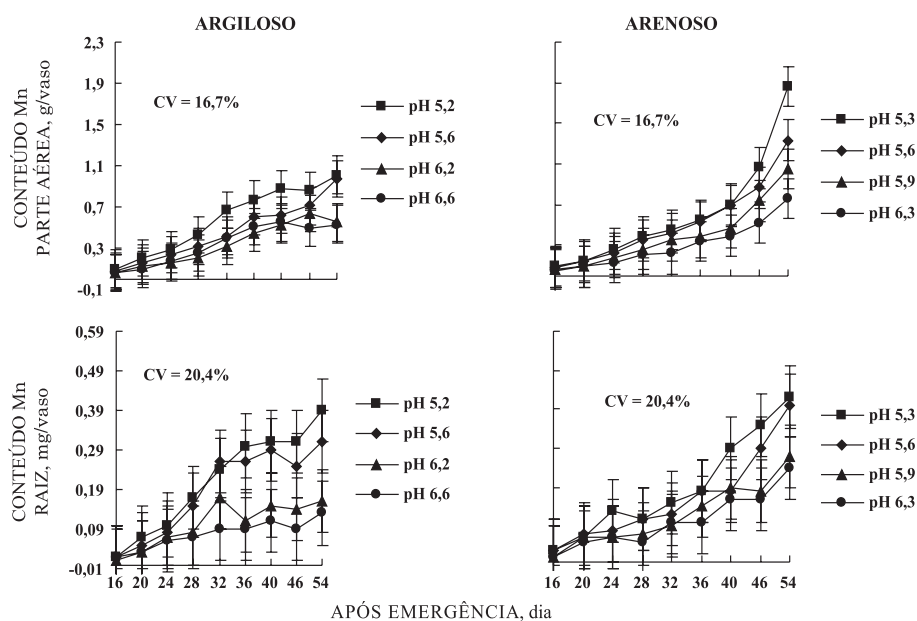 ARGILOSO
ARENOSO
CONTEÚDO Mn
PARTE AÉREA, g/vaso
2,3
1,9
1,5
1,1
0,7
0,3
-0,1
CV = 16,7%
pH 5,2
pH 5,6
pH 6,2
pH 6,6
CV = 16,7%
pH 5,3
pH 5,6
pH 5,9
pH 6,3
CONTEÚDO Mn
RAIZ, mg/vaso
0,59
0,49
0,39
0,29
0,19
0,09
-0,01
CV = 20,4%
pH 5,2
pH 5,6
pH 6,2
pH 6,6
16 20 24 28 32 36 40 46 54
CV = 20,4%
pH 5,3
pH 5,6
pH 5,9
pH 6,3
16 20 24 28 32 36 40 46 54
APÓS EMERGÊNCIA, dia